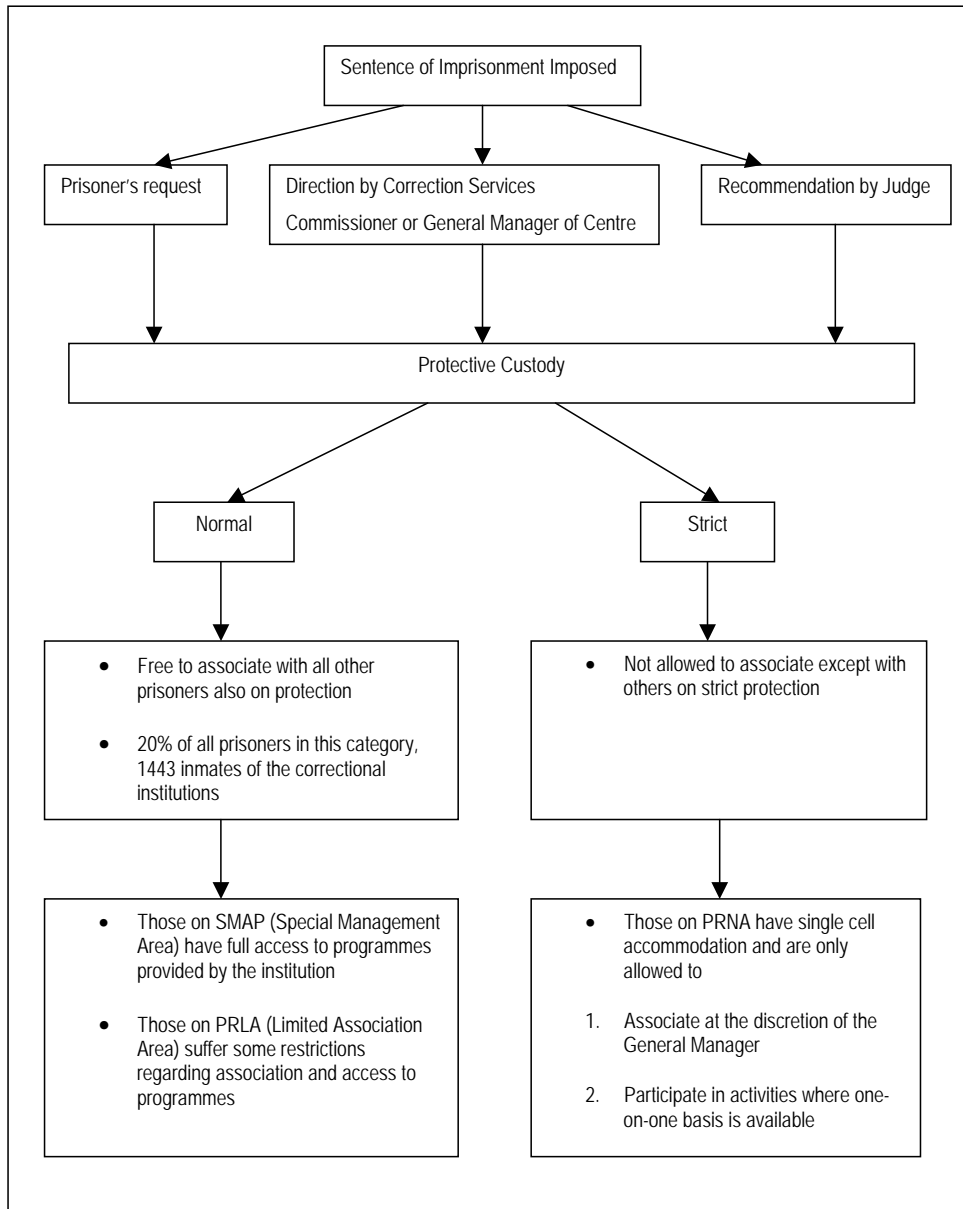 Sentence of Imprisonment Imposed
Prisoner's request
Direction by Correction Services
Commissioner or General Manager of Centre
Recommendation by Judge
Protective Custody
Normal
Strict
• Free to associate with all other
prisoners also on protection
• 20% of all prisoners in this category,
1443 inmates of the correctional
institutions
• Not allowed to associate except with
others on strict protection
• Those on SMAP (Special Management
Area) have full access to programmes
provided by the institution
• Those on PRLA (Limited Association
Area) suffer some restrictions
regarding association and access to
programmes
• Those on PRNA have single cell
accommodation and are only
allowed to
1. Associate at the discretion of the
General Manager
2. Participate in activities where one-
on-one basis is available